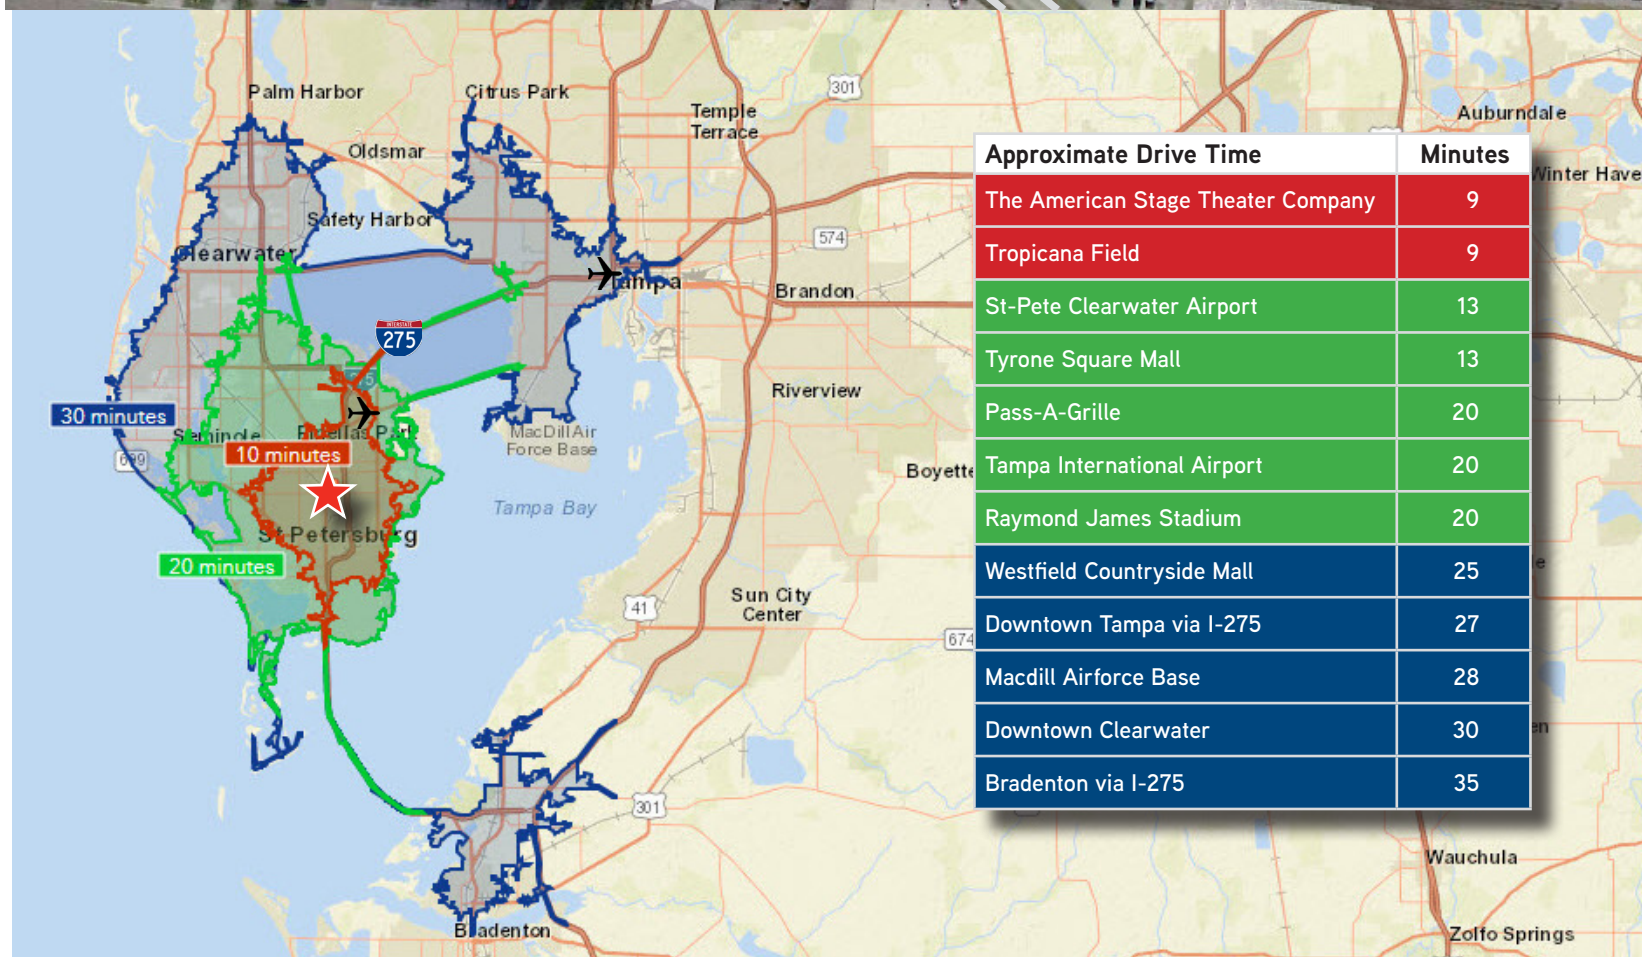 Palm Harbor
Citrus Park
301
Temple
Terrace
Auburndale
Oldsmar
Safety Harbor
574
Clearwater
Tampa
Brandon
INTERSTATE
275
Riverview
30 minutes
Seminole
699
10 minutes
MacDill Air
Force Base
Boyette
Tampa Bay
St Petersburg
20 minutes
41
Sun City
Center
674
301
Bradenton
Wauchula
Zolfo Springs
Winter Have
Approximate Drive Time Minutes
The American Stage Theater Company 9
Tropicana Field 9
St-Pete Clearwater Airport 13
Tyrone Square Mall 13
Pass-A-Grille 20
Tampa International Airport 20
Raymond James Stadium 20
Westfield Countryside Mall 25
Downtown Tampa via I-275 27
Macdill Airforce Base 28
Downtown Clearwater 30
Bradenton via I-275 35